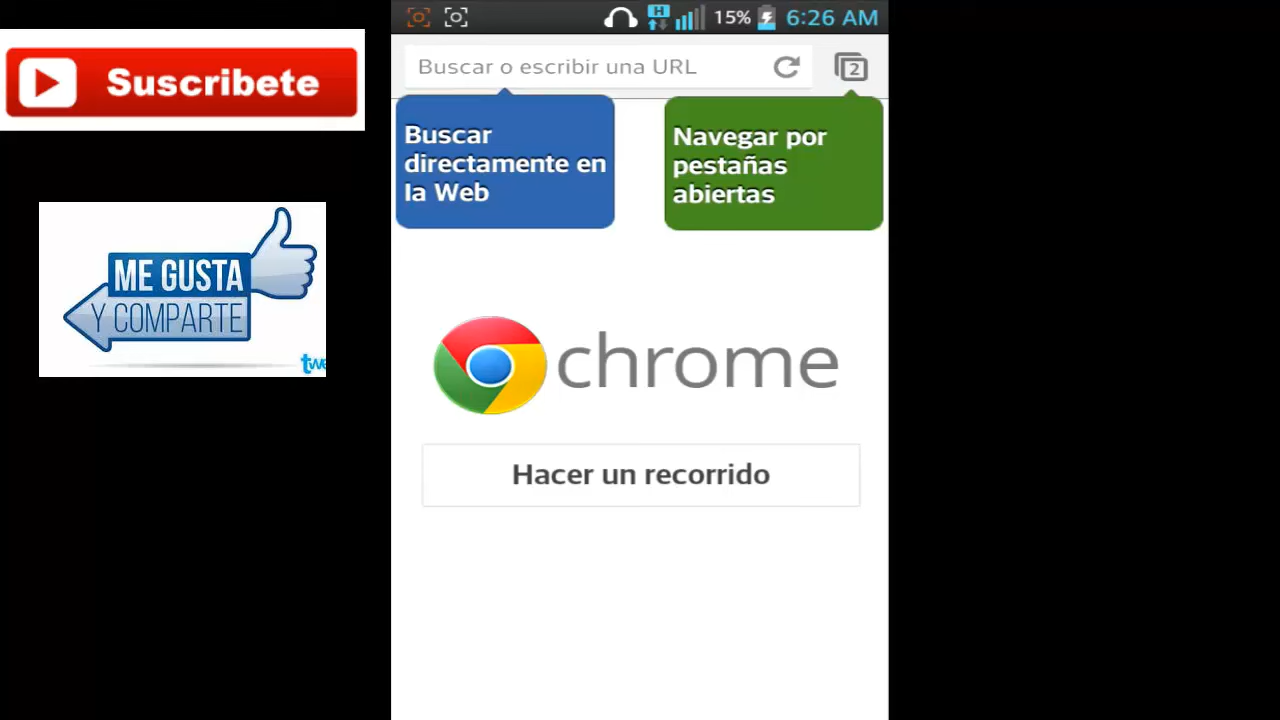 15% 6:26 AM
Buscar o escribir una URL
2
Suscribete
Buscar
directamente en
la Web
Navegar por
pestañas
abiertas
ME GUSTA
Y COMPARTE
chrome
Hacer un recorrido